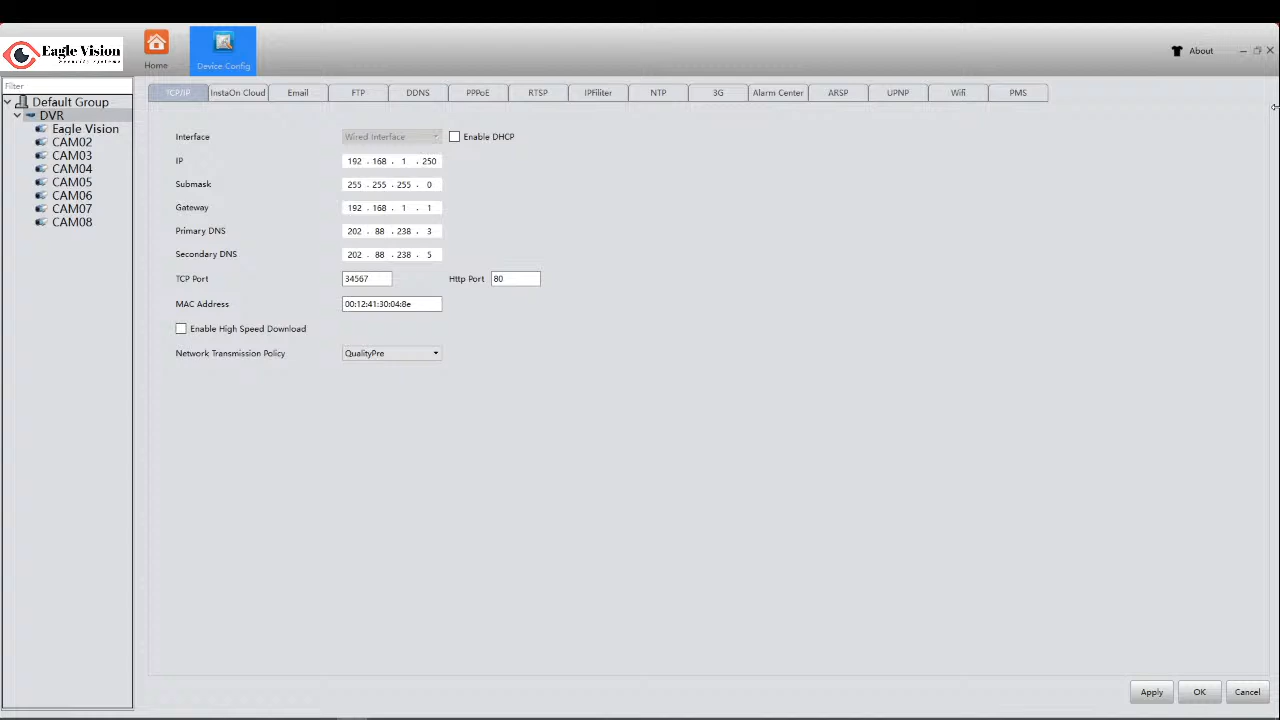 Eagle Vision
Home
Device Config
About
Filter
Default Group
DVR
Eagle Vision
CAM02
CAM03
CAM04
CAM05
CAM06
CAM07
CAM08
TCP/IP InstaOn Cloud Email FTP DDNS PPPoE RTSP IPFiliter NTP 3G Alarm Center ARSP UPNP Wifi PMS
Interface Wired Interface Enable DHCP
IP 192 . 168 . 1 . 250
Submask 255 . 255 . 255 . 0
Gateway 192 . 168 . 1 . 1
Primary DNS 202 . 88 . 238 . 3
Secondary DNS 202 . 88 . 238 . 5
TCP Port 34567 Http Port 80
MAC Address 00:12:41:30:04:8e
Enable High Speed Download
Network Transmission Policy QualityPre
Apply OK Cancel